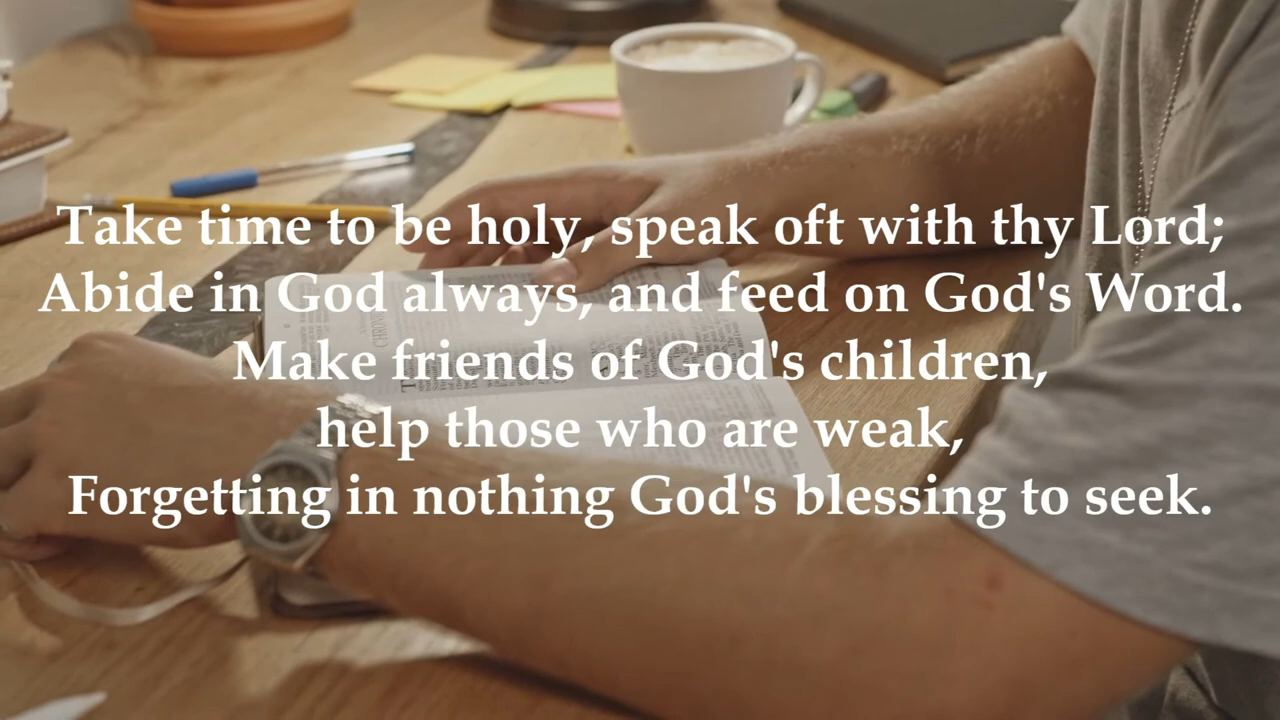 Take time to be holy, speak oft with thy Lord;
Abide in God always, and feed on God's Word.
Make friends of God's children,
help those who are weak,
Forgetting in nothing God's blessing to seek.